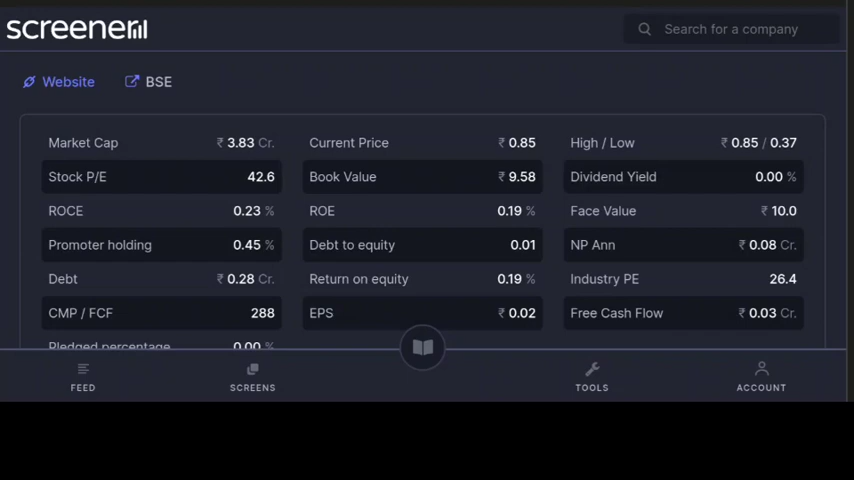 screener
Search for a company
Website BSE
Market Cap ₹ 3.83 Cr. Current Price ₹ 0.85 High / Low ₹ 0.85 / 0.37
Stock P/E 42.6 Book Value ₹ 9.58 Dividend Yield 0.00 %
ROCE 0.23 % ROE 0.19 % Face Value ₹ 10.0
Promoter holding 0.45 % Debt to equity 0.01 NP Ann ₹ 0.08 Cr.
Debt ₹ 0.28 Cr. Return on equity 0.19 % Industry PE 26.4
CMP / FCF 288 EPS ₹ 0.02 Free Cash Flow ₹ 0.03 Cr.
Pledged percentage 0.00 %
FEED SCREENS TOOLS ACCOUNT